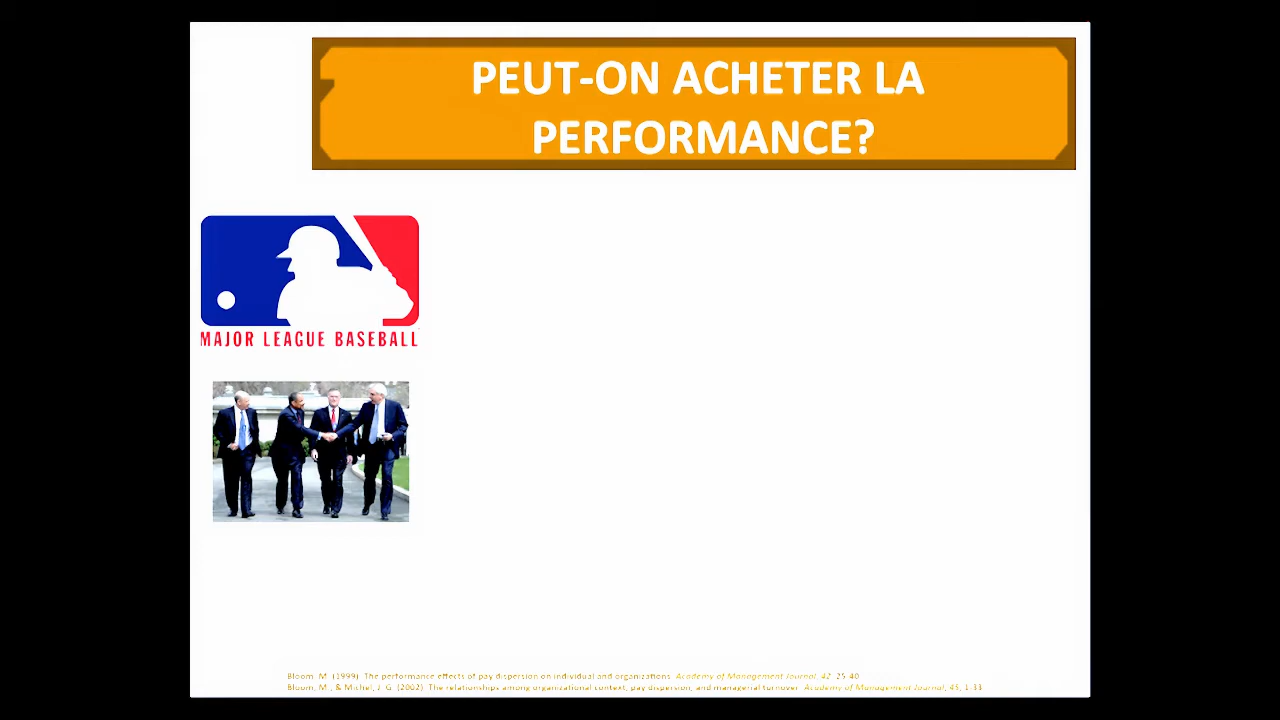 PEUT-ON ACHETER LA
PERFORMANCE?
MAJOR LEAGUE BASEBALL
Bloom, M. (1999). The performance effects of pay dispersion on individual and organizations. Academy of Management Journal, 42, 25-40.
Bloom, M., & Michel, J. G. (2002). The relationships among organizational context, pay dispersion, and managerial turnover. Academy of Management Journal, 45, 1-33